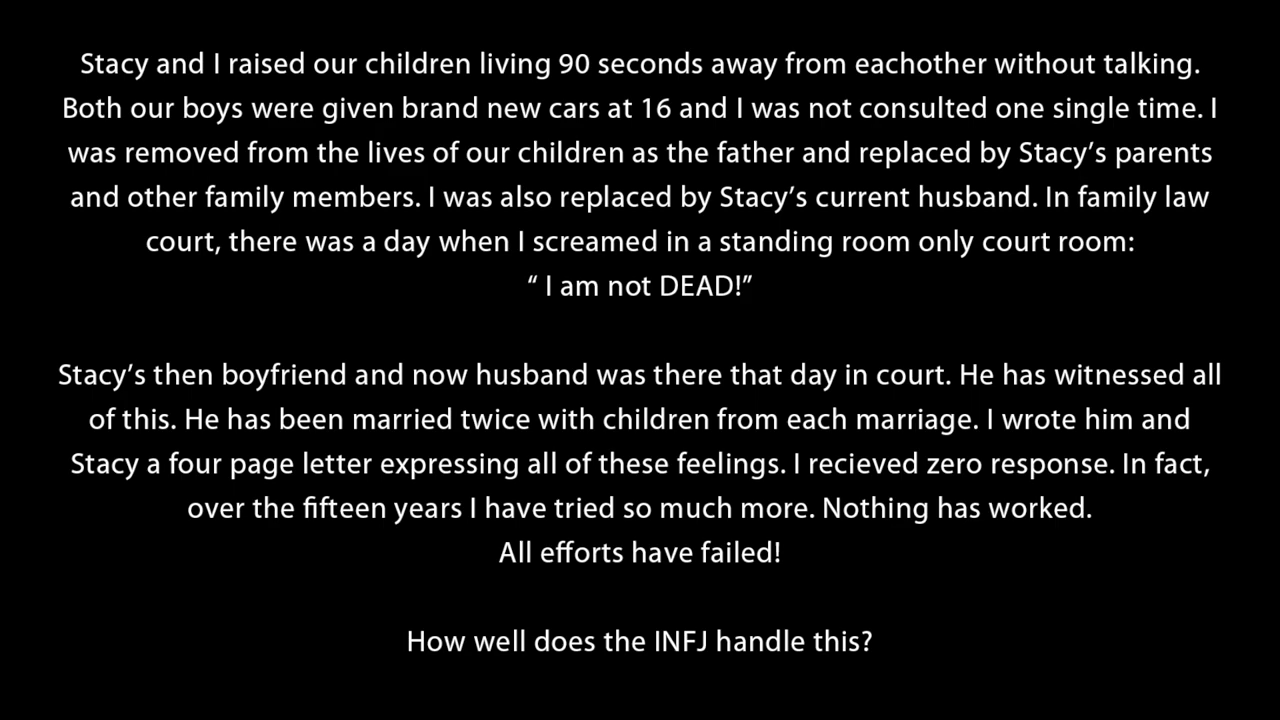 Stacy and I raised our children living 90 seconds away from eachother without talking.
Both our boys were given brand new cars at 16 and I was not consulted one single time. I
was removed from the lives of our children as the father and replaced by Stacy’s parents
and other family members. I was also replaced by Stacy’s current husband. In family law
court, there was a day when I screamed in a standing room only court room:
“ I am not DEAD!”
Stacy’s then boyfriend and now husband was there that day in court. He has witnessed all
of this. He has been married twice with children from each marriage. I wrote him and
Stacy a four page letter expressing all of these feelings. I recieved zero response. In fact,
over the fifteen years I have tried so much more. Nothing has worked.
All efforts have failed!
How well does the INFJ handle this?